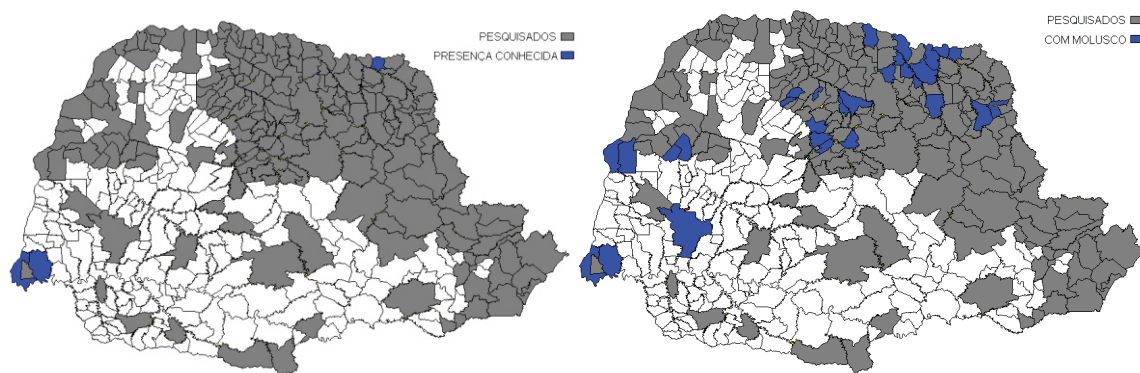 PESQUISADOS
PRESENÇA CONHECIDA
PESQUISADOS
COM MOLUSCO